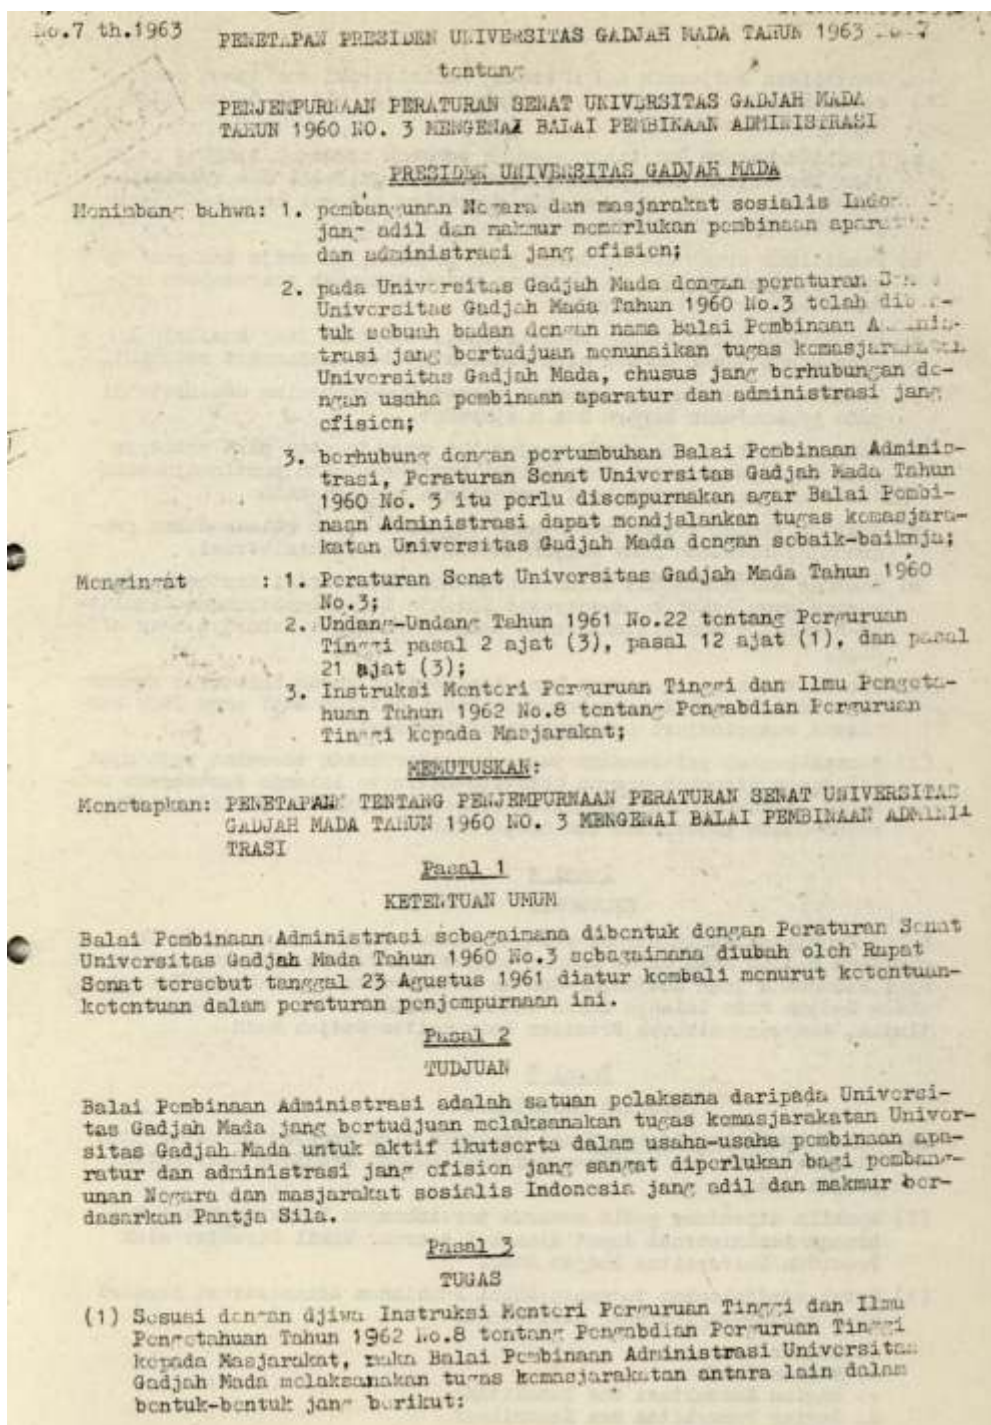 No.7 th.1963
PENETAPAN PRESIDEN UNIVERSITAS GADJAH MADA TAHUN 1963 No.7
tentang
PENJEMPURNAAN PERATURAN SENAT UNIVERSITAS GADJAH MADA
TAHUN 1960 NO. 3 MENGENAI BALAI PEMBINAAN ADMINISTRASI
PRESIDEN UNIVERSITAS GADJAH MADA
Menimbang bahwa: 1. pembangunan Negara dan masjarakat sosialis
jang adil dan makmur memerlukan pembinaan aparatur
dan administrasi jang efisien;
2. pada Universitas Gadjah Mada dengan peraturan
Universitas Gadjah Mada Tahun 1960 No.3 telah diben-
tuk sebuah badan dengan nama Balai Pembinaan Adminis-
trasi jang bertudjuan menunaikan tugas kemasjarakatan
Universitas Gadjah Mada, chusus jang berhubungan de-
ngan usaha pembinaan aparatur dan administrasi jang
efisien;
3. berhubung dengan pertumbuhan Balai Pembinaan Adminis-
trasi, Peraturan Senat Universitas Gadjah Mada Tahun
1960 No. 3 itu perlu disempurnakan agar Balai Pembi-
naan Administrasi dapat mendjalankan tugas kemasjara-
katan Universitas Gadjah Mada dengan sebaik-baiknja;
Mengingat : 1. Peraturan Senat Universitas Gadjah Mada Tahun 1960
No.3;
2. Undang-Undang Tahun 1961 No.22 tentang Perguruan
Tinggi pasal 2 ajat (3), pasal 12 ajat (1), dan pasal
21 ajat (3);
3. Instruksi Menteri Perguruan Tinggi dan Ilmu Pengeta-
huan Tahun 1962 No.8 tentang Pengabdian Perguruan
Tinggi kepada Masjarakat;
MEMUTUSKAN:
Menetapkan: PENETAPAN TENTANG PENJEMPURNAAN PERATURAN SENAT UNIVERSITAS
GADJAH MADA TAHUN 1960 NO. 3 MENGENAI BALAI PEMBINAAN ADMINI
TRASI
Pasal 1
KETENTUAN UMUM
Balai Pembinaan Administrasi sebagaimana dibentuk dengan Peraturan Senat
Universitas Gadjah Mada Tahun 1960 No.3 sebagaimana diubah oleh Rapat
Senat tersebut tanggal 23 Agustus 1961 diatur kembali menurut ketentuan-
ketentuan dalam peraturan penjempurnaan ini.
Pasal 2
TUDJUAN
Balai Pembinaan Administrasi adalah satuan pelaksana daripada Universi-
tas Gadjah Mada jang bertudjuan melaksanakan tugas kemasjarakatan Univer-
sitas Gadjah Mada untuk aktif ikutserta dalam usaha-usaha pembinaan apa-
ratur dan administrasi jang efisien jang sangat diperlukan bagi pembang-
unan Negara dan masjarakat sosialis Indonesia jang adil dan makmur ber-
dasarkan Pantja Sila.
Pasal 3
TUGAS
(1) Sesuai dengan djiwa Instruksi Menteri Perguruan Tinggi dan Ilmu
Pengetahuan Tahun 1962 No.8 tentang Pengabdian Perguruan Tinggi
kepada Masjarakat, maka Balai Pembinaan Administrasi Universitas
Gadjah Mada melaksanakan tugas kemasjarakatan antara lain dalam
bentuk-bentuk jang berikut: